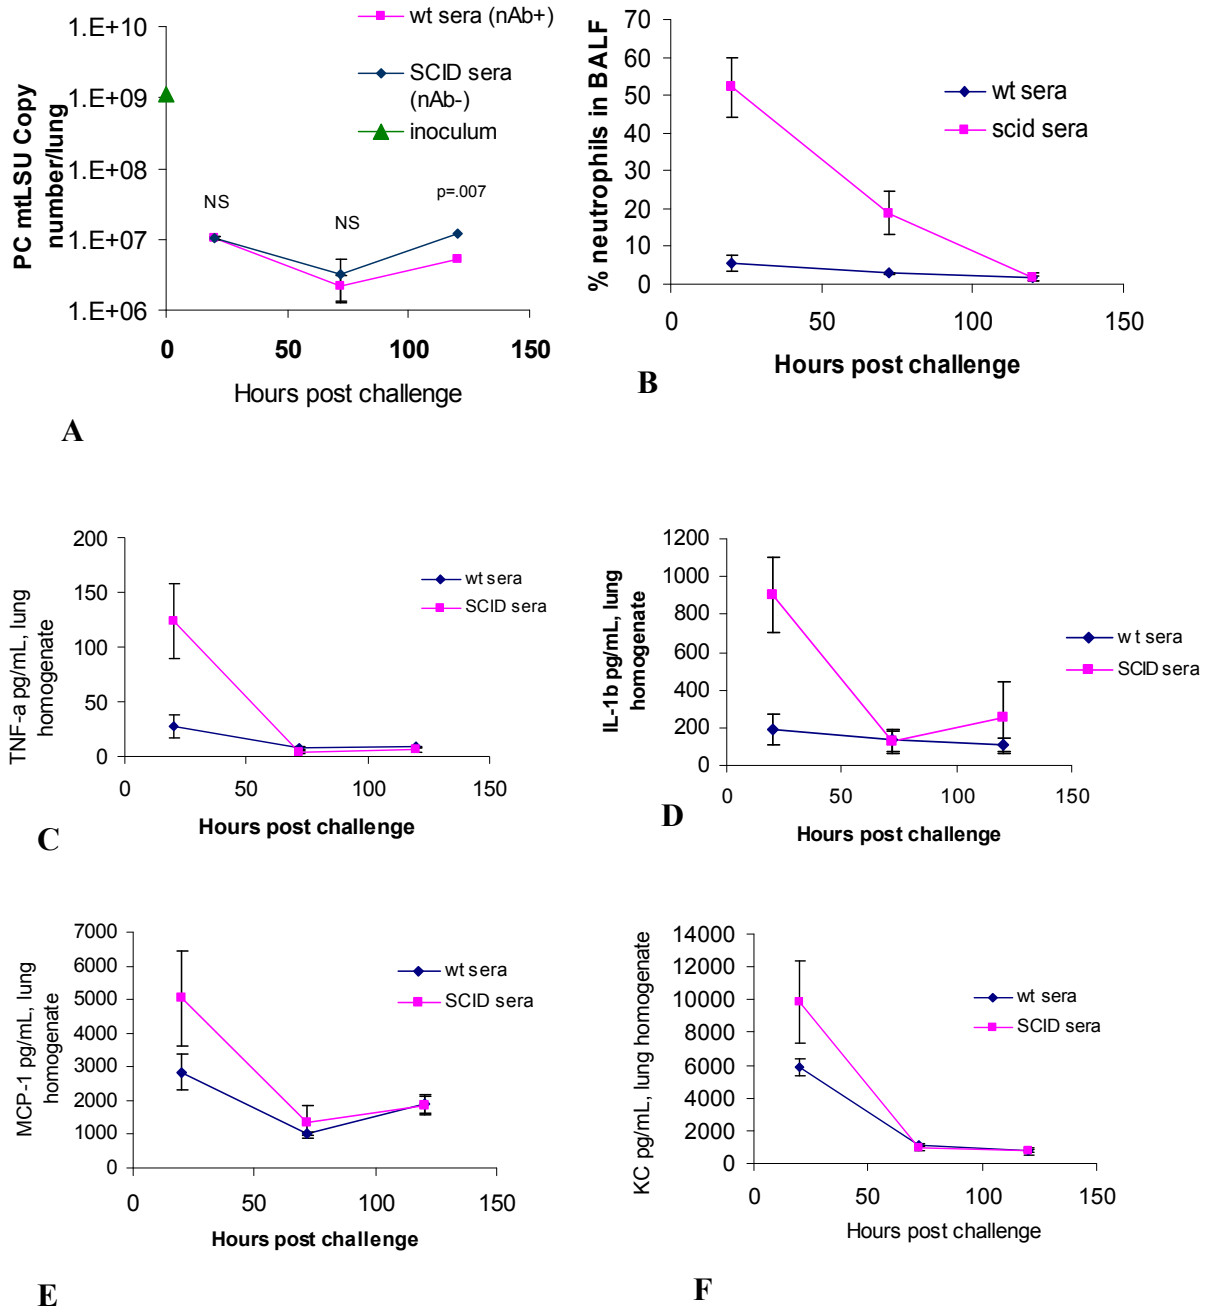 1.E+10
1.E+09
1.E+08
1.E+07
1.E+06
PC mtLSU Copy
number/lung
wt sera (nAb+)
SCID sera
(nAb-)
inoculum
NS
NS
p=.007
0
50
100
150
Hours post challenge
A
70
60
50
40
30
20
10
0
% neutrophils in BALF
wt sera
scid sera
0
50
100
150
Hours post challenge
B
200
150
100
50
0
TNF-a pg/mL, lung
homogenate
wt sera
SCID sera
0
50
100
150
Hours post challenge
C
1200
1000
800
600
400
200
0
IL-1b pg/mL, lung
homogenate
w t sera
SCID sera
0
50
100
150
Hours post challenge
D
7000
6000
5000
4000
3000
2000
1000
0
MCP-1 pg/mL, lung
homogenate
wt sera
SCID sera
0
50
100
150
Hours post challenge
E
14000
12000
10000
8000
6000
4000
2000
0
KC pg/mL, lung homogenate
wt sera
SCID sera
0
50
100
150
Hours post challenge
F